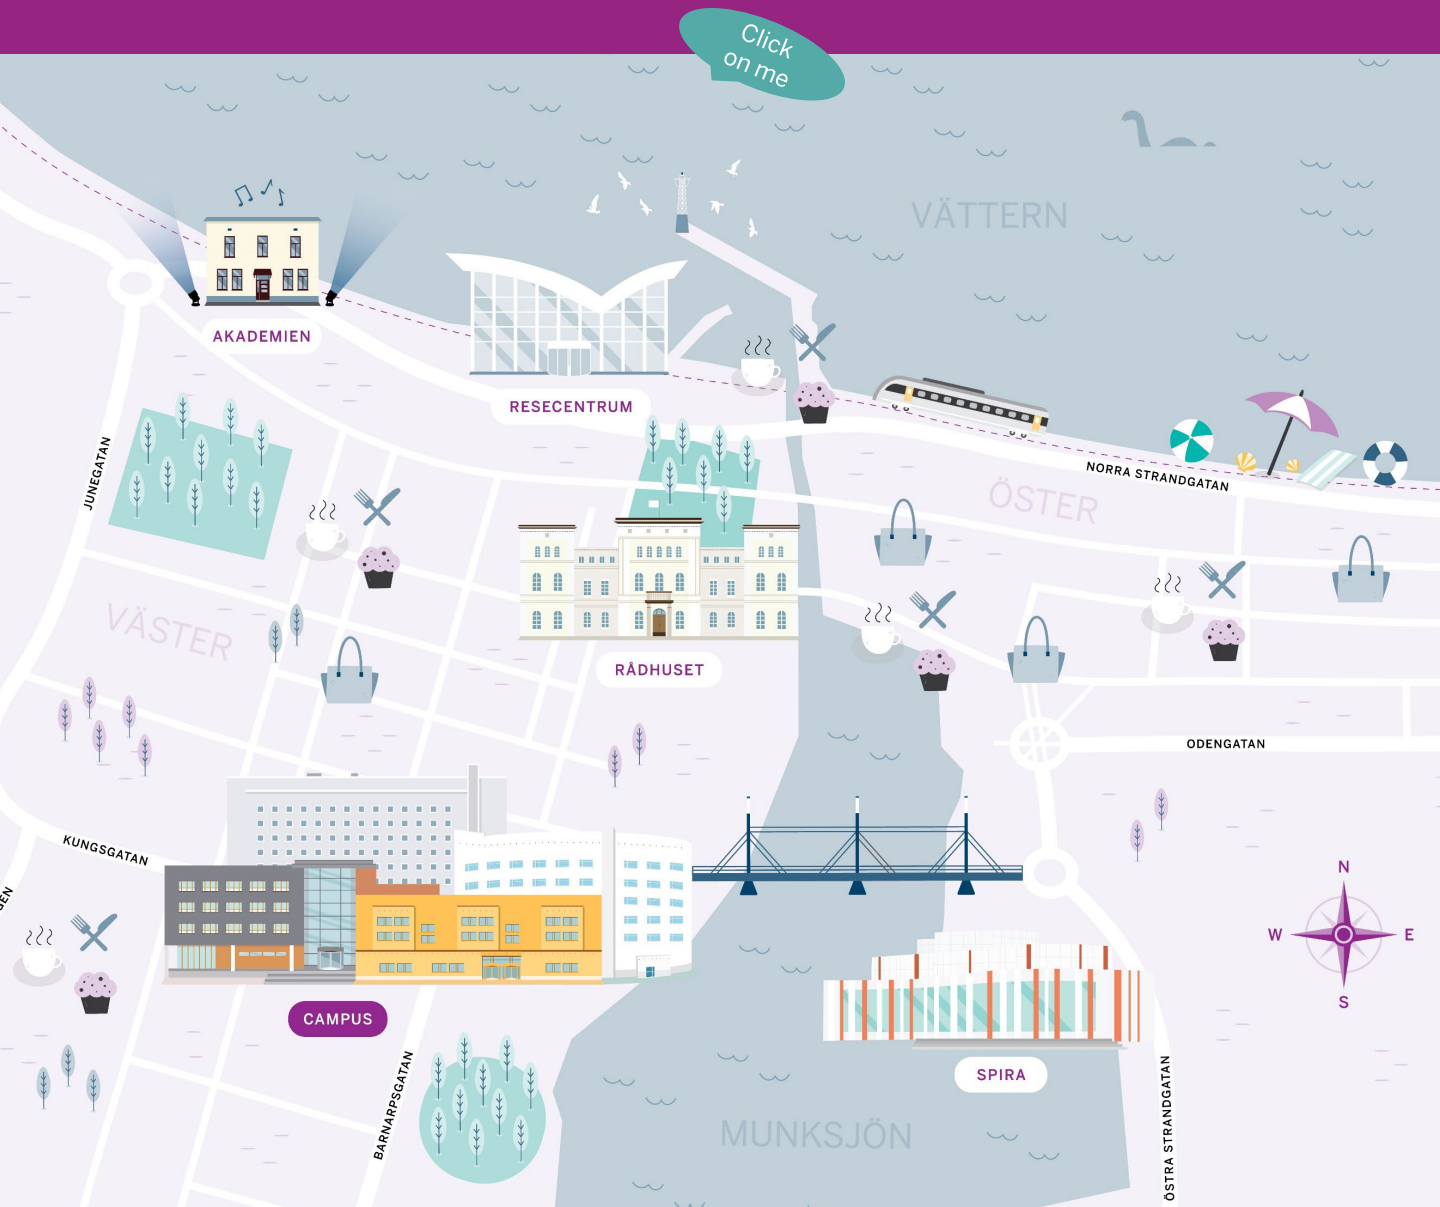 Click
on me
VÄTTERN
AKADEMIEN
RESECENTRUM
JUNEGATAN
NORRA STRANDGATAN
ÖSTER
VÄSTER
RÅDHUSET
ODENGATAN
KUNGSGATAN
N
W
E
S
CAMPUS
SPIRA
BARNARPSGATAN
MUNKSJÖN
ÖSTRA STRANDGATAN